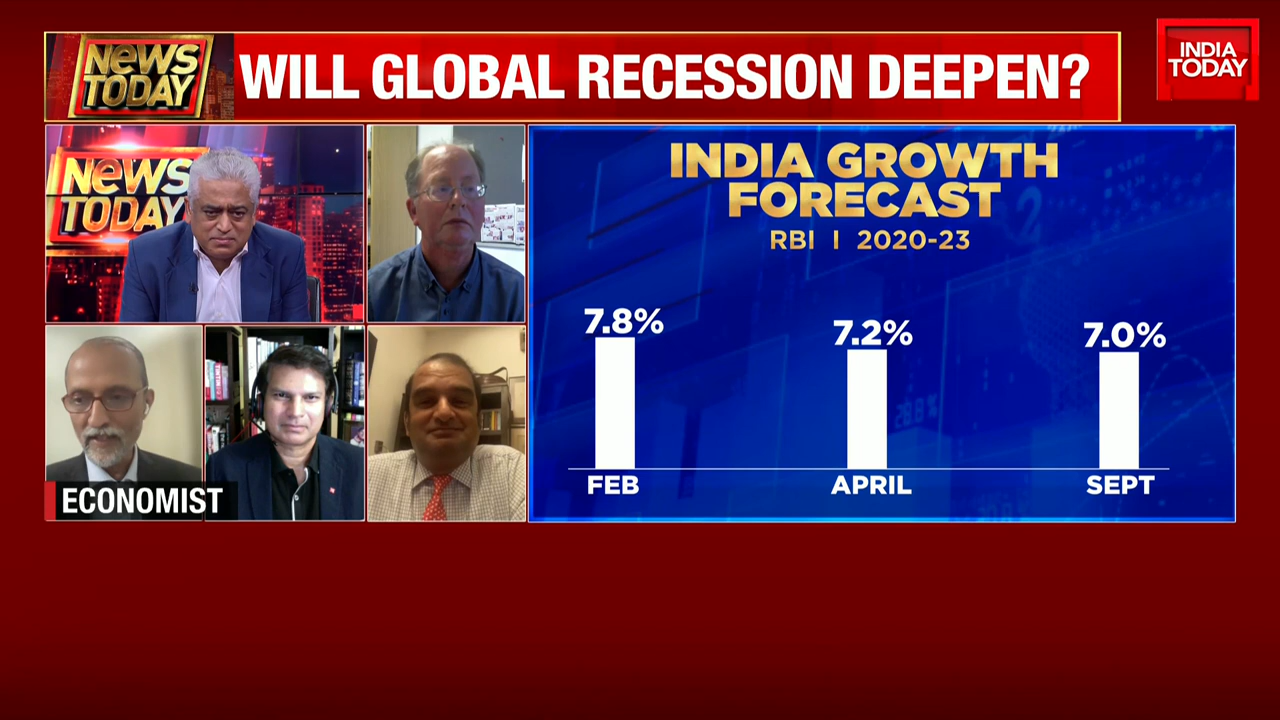 NEWS
TODAY
WILL GLOBAL RECESSION DEEPEN?
INDIA
TODAY
NEWS
TODAY
INDIA GROWTH
FORECAST
RBI I 2020-23
7.8%
7.2%
7.0%
FEB
APRIL
SEPT
ECONOMIST